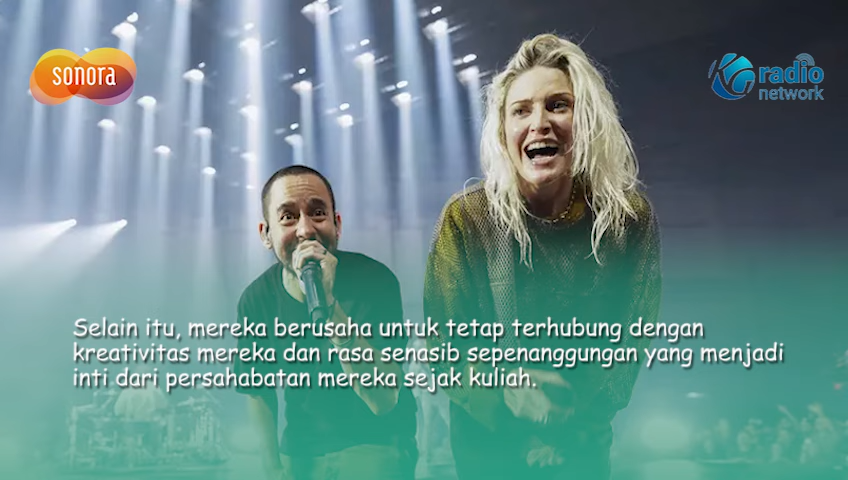 sonora
radio
network
Selain itu, mereka berusaha untuk tetap terhubung dengan
kreativitas mereka dan rasa senasib sepenanggungan yang menjadi
inti dari persahabatan mereka sejak kuliah.